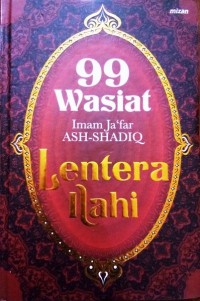 mizan
99
Wasiat
Imam Ja'far
ASH-SHADIQ
Lentera
Ilahi